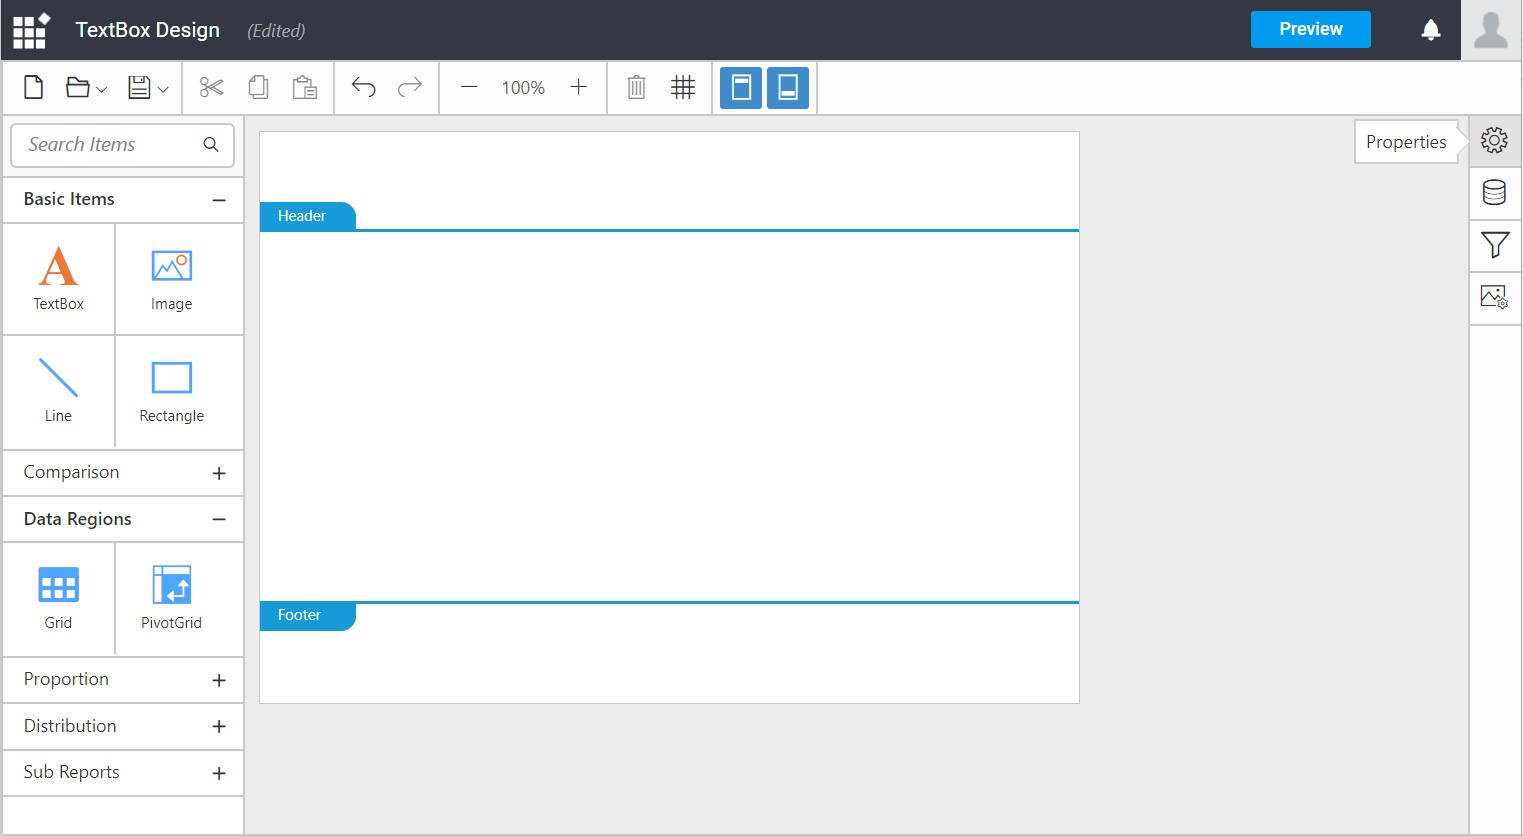 TextBox Design (Edited)
Preview
100%
Search Items
Properties
Basic Items
Header
TextBox
Image
Line
Rectangle
Comparison
Data Regions
Grid
PivotGrid
Footer
Proportion
Distribution
Sub Reports